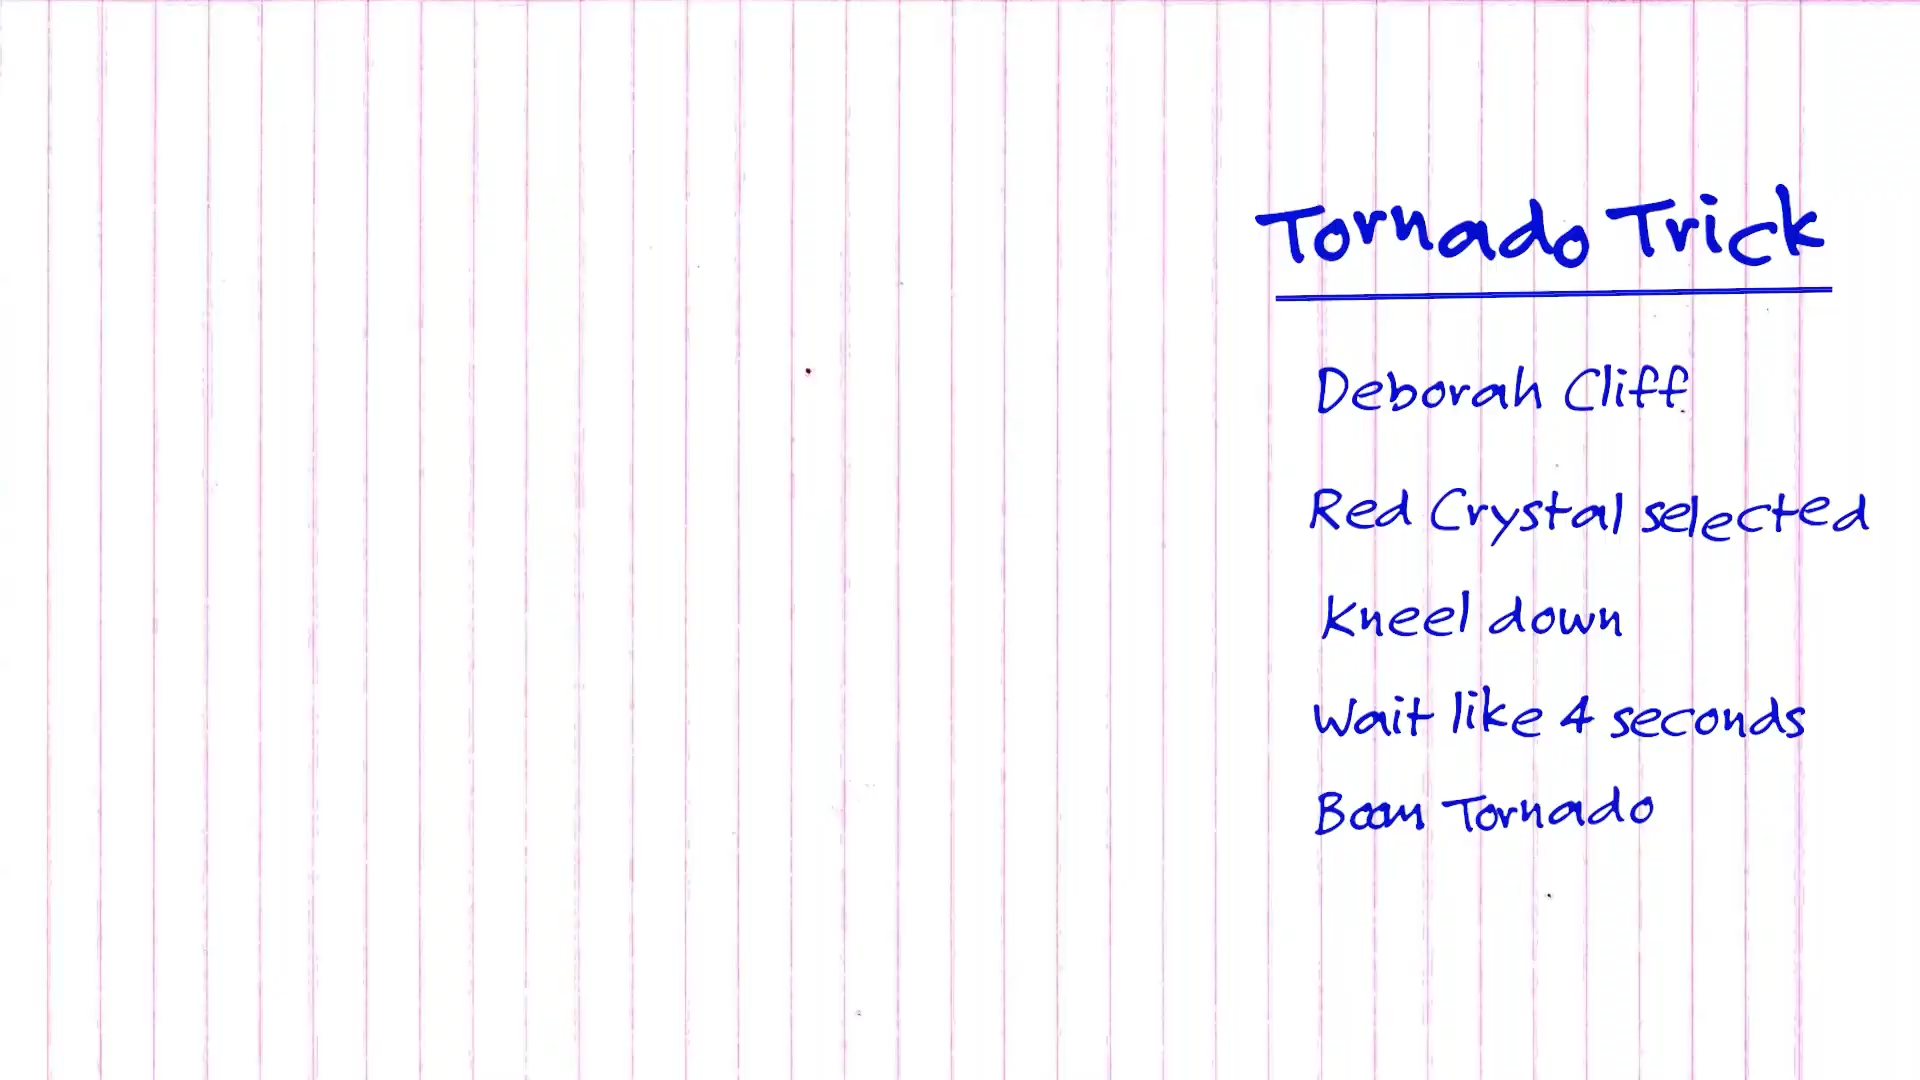 Tornado Trick
Deborah Cliff
Red Crystal selected
Kneel down
Wait like 4 seconds
Boom Tornado